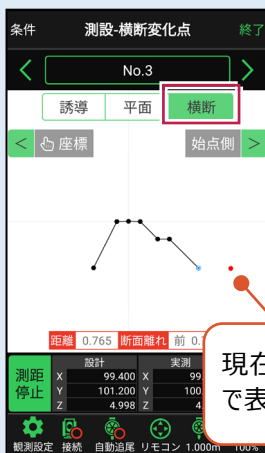 条件 測設-横断変化点 終了
< No.3 >
誘導 平面 横断
< 座標 始点側 >
距離 0.765 断面離れ 前 0.
測距停止 設計 実測
X 99.400 X 99.
Y 101.200 Y 100.
Z 4.998 Z 4.
観測設定 接続 自動追尾 リモコン 1.000m 100%
現在
で表